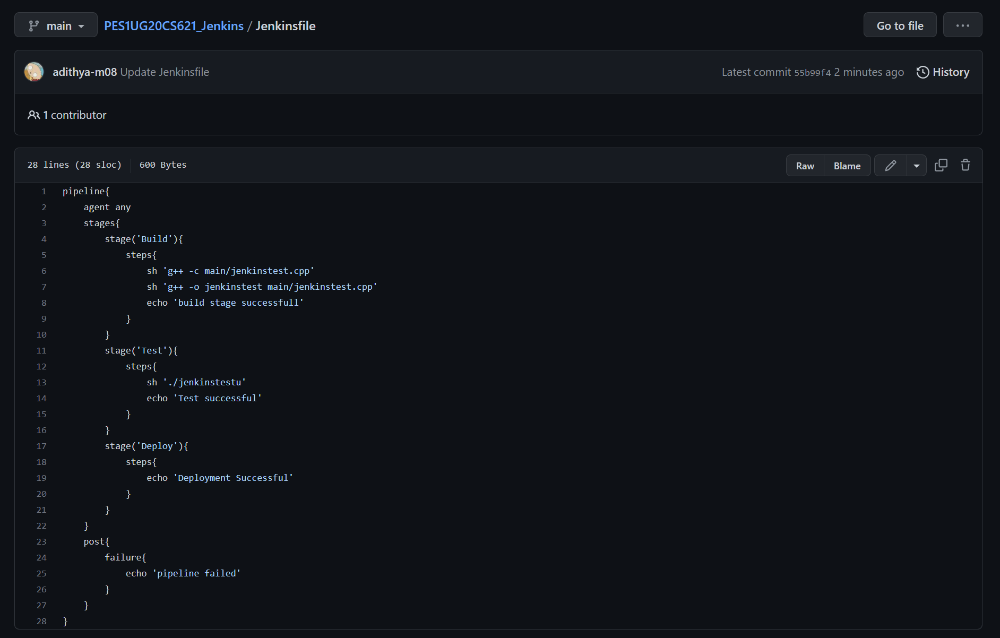 main PES1UG20CS621_Jenkins / Jenkinsfile Go to file ...
adithya-m08 Update Jenkinsfile Latest commit 55b99f4 2 minutes ago History
1 contributor
28 lines (28 sloc) 600 Bytes Raw Blame
1 pipeline{
2     agent any
3     stages{
4         stage('Build'){
5             steps{
6                 sh 'g++ -c main/jenkinstest.cpp'
7                 sh 'g++ -o jenkinstest main/jenkinstest.cpp'
8                 echo 'build stage successfull'
9             }
10         }
11         stage('Test'){
12             steps{
13                 sh './jenkinstestu'
14                 echo 'Test successful'
15             }
16         }
17         stage('Deploy'){
18             steps{
19                 echo 'Deployment Successful'
20             }
21         }
22     }
23     post{
24         failure{
25             echo 'pipeline failed'
26         }
27     }
28 }